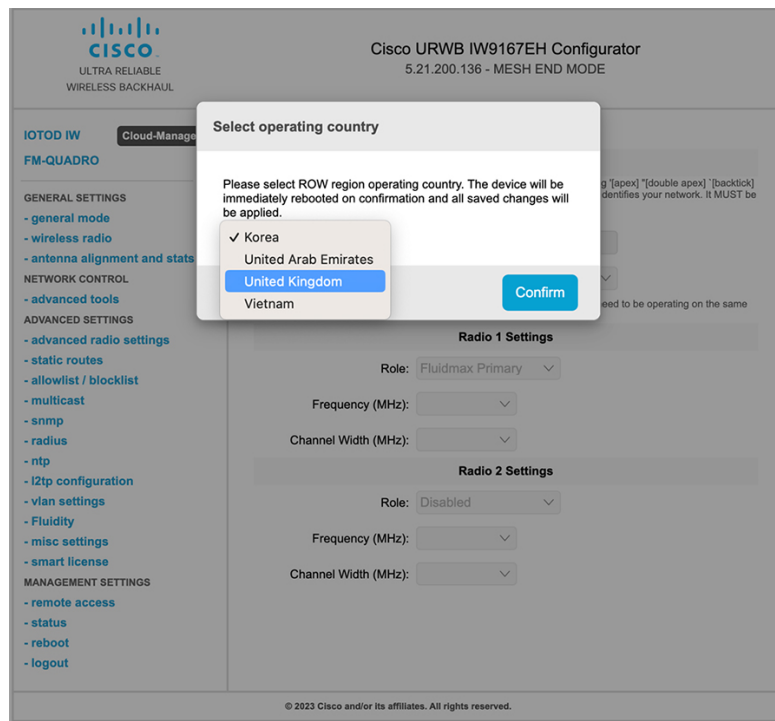 CISCO
ULTRA RELIABLE
WIRELESS BACKHAUL
Cisco URWB IW9167EH Configurator
5.21.200.136 - MESH END MODE
IOTOD IW
Cloud-Manage
FM-QUADRO
GENERAL SETTINGS
- general mode
- wireless radio
- antenna alignment and stats
NETWORK CONTROL
- advanced tools
ADVANCED SETTINGS
- advanced radio settings
- static routes
- allowlist / blocklist
- multicast
- snmp
- radius
- ntp
- l2tp configuration
- vlan settings
- Fluidity
- misc settings
- smart license
MANAGEMENT SETTINGS
- remote access
- status
- reboot
- logout
Select operating country
Please select ROW region operating country. The device will be
immediately rebooted on confirmation and all saved changes will
be applied.
✓ Korea
United Arab Emirates
United Kingdom
Vietnam
Confirm
g '[apex] "[double apex] `[backtick]
dentifies your network. It MUST be
eed to be operating on the same
Radio 1 Settings
Role: Fluidmax Primary
Frequency (MHz):
Channel Width (MHz):
Radio 2 Settings
Role: Disabled
Frequency (MHz):
Channel Width (MHz):
© 2023 Cisco and/or its affiliates. All rights reserved.